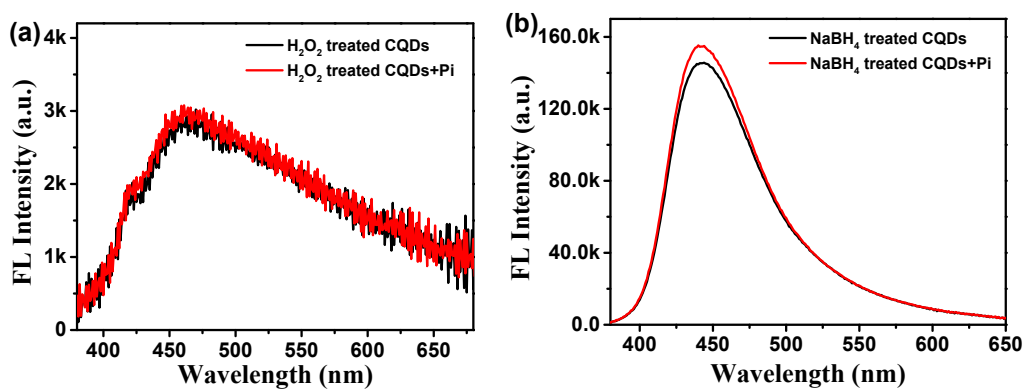 (a)
H₂O₂ treated CQDs
H₂O₂ treated CQDs+Pi
FL Intensity (a.u.)
4k
3k
2k
1k
0
400 450 500 550 600 650
Wavelength (nm)
(b)
NaBH₄ treated CQDs
NaBH₄ treated CQDs+Pi
FL Intensity (a.u.)
160.0k
120.0k
80.0k
40.0k
0.0
400 450 500 550 600 650
Wavelength (nm)